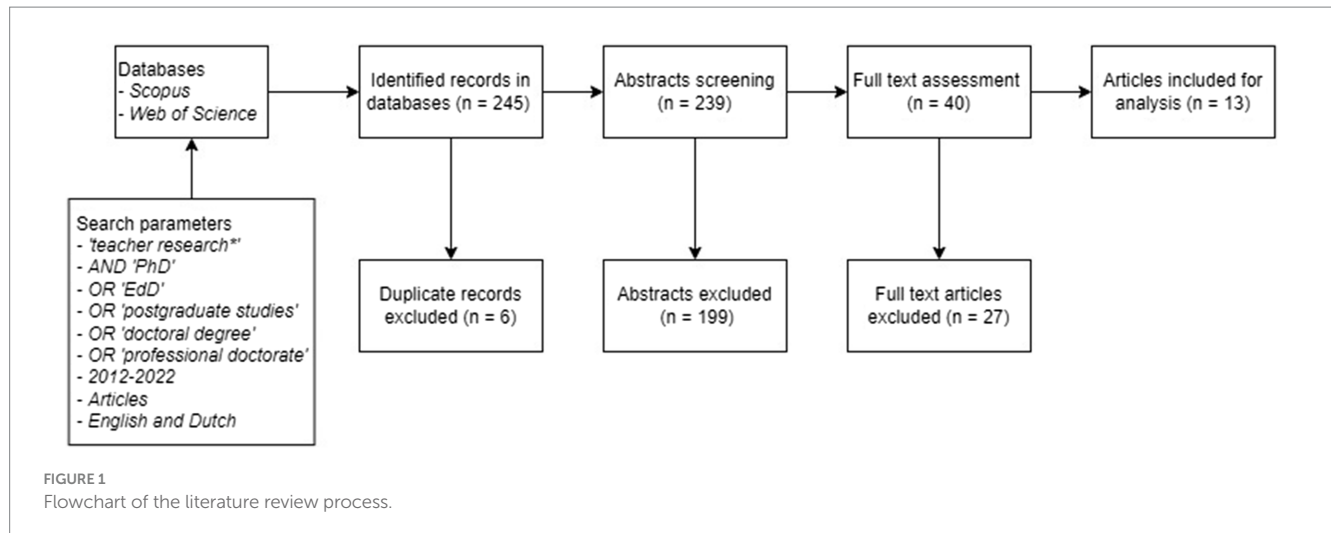 Databases
- Scopus
- Web of Science
Identified records in
databases (n = 245)
Abstracts screening
(n = 239)
Full text assessment
(n = 40)
Articles included for
analysis (n = 13)
Search parameters
- 'teacher research*'
- AND 'PhD'
- OR 'EdD'
- OR 'postgraduate studies'
- OR 'doctoral degree'
- OR 'professional doctorate'
- 2012-2022
- Articles
- English and Dutch
Duplicate records
excluded (n = 6)
Abstracts excluded
(n = 199)
Full text articles
excluded (n = 27)
FIGURE 1
Flowchart of the literature review process.